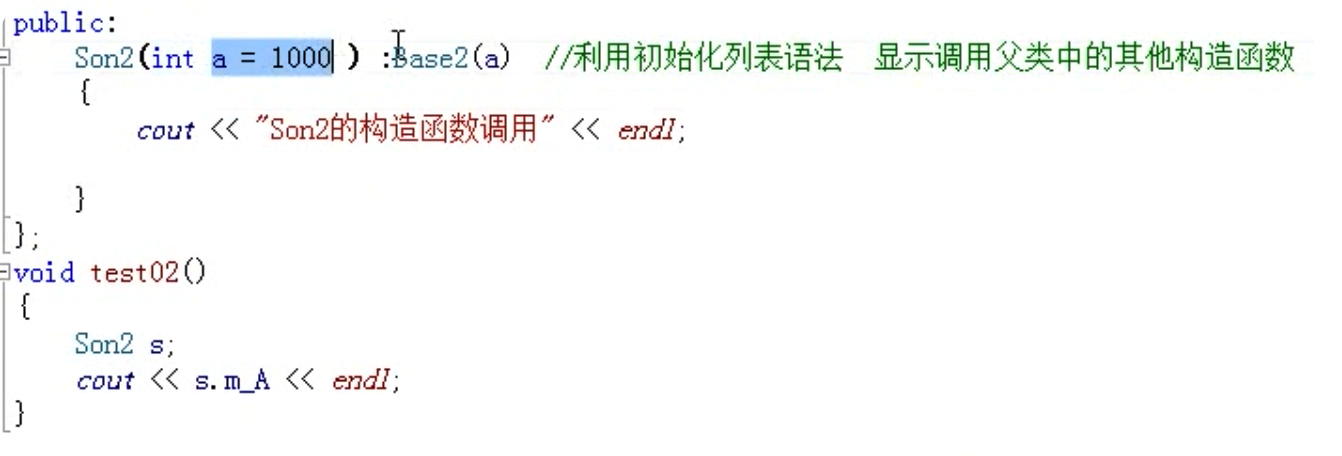 public:
Son2(int a = 1000 ) :Base2(a) //利用初始化列表语法 显示调用父类中的其他构造函数
{
cout << "Son2的构造函数调用" << endl;
}
};
void test02()
{
Son2 s;
cout << s.m_A << endl;
}